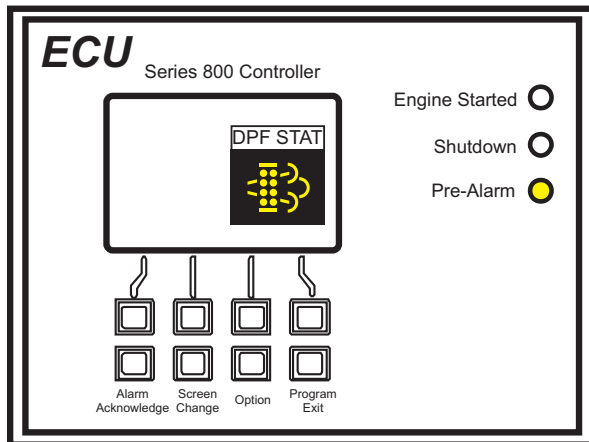 ECU
Series 800 Controller
DPF STAT
Engine Started
Shutdown
Pre-Alarm
Alarm
Acknowledge
Screen
Change
Option
Program
Exit